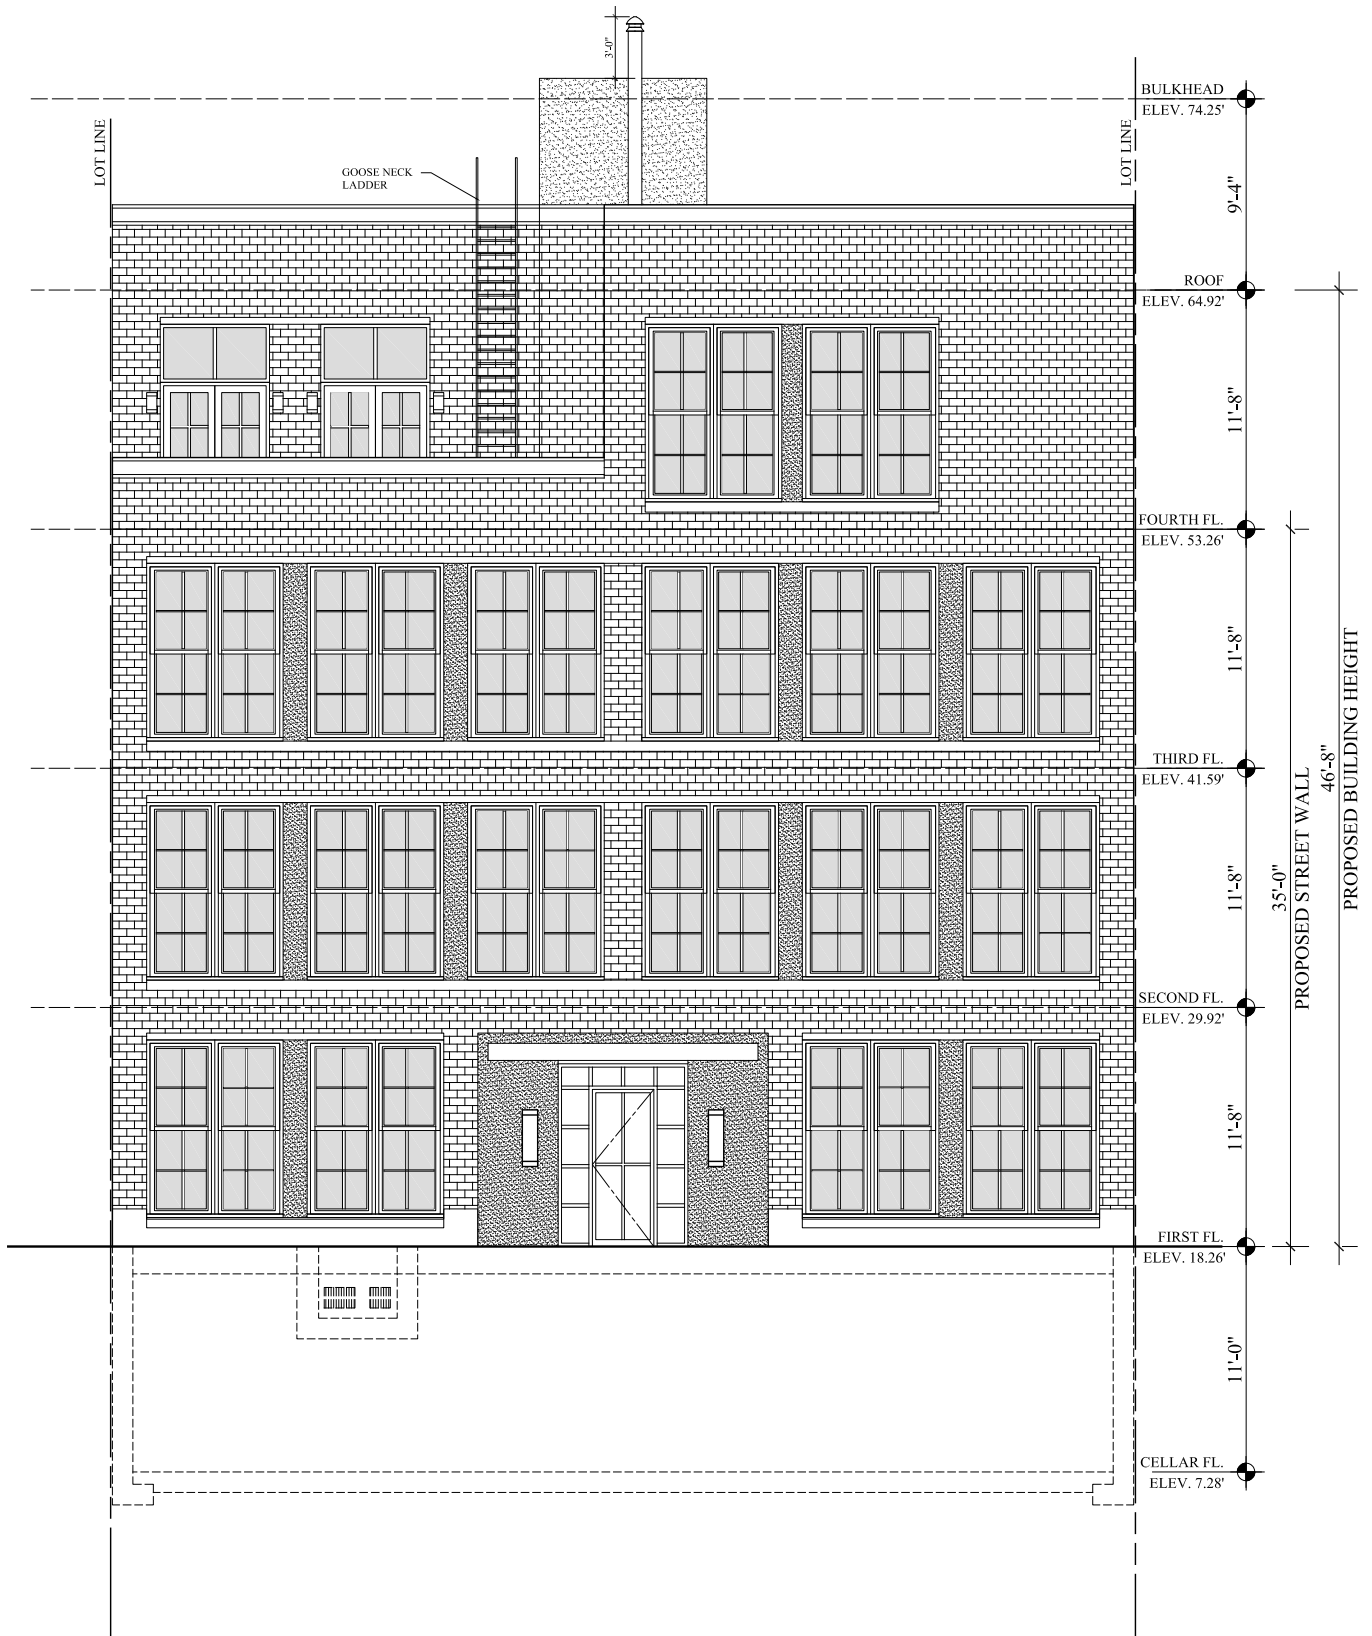 3'-0"
BULKHEAD
ELEV. 74.25'
LOT LINE
LOT LINE
GOOSE NECK
LADDER
9'-4"
ROOF
ELEV. 64.92'
11'-8"
FOURTH FL.
ELEV. 53.26'
11'-8"
THIRD FL.
ELEV. 41.59'
46'-8"
PROPOSED BUILDING HEIGHT
35'-0"
PROPOSED STREET WALL
11'-8"
SECOND FL.
ELEV. 29.92'
11'-8"
FIRST FL.
ELEV. 18.26'
11'-0"
CELLAR FL.
ELEV. 7.28'